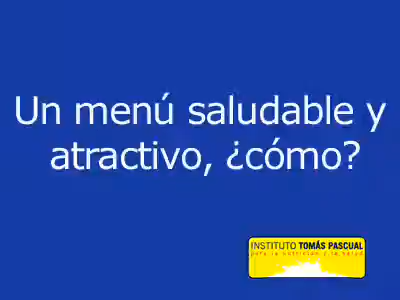 Un menú saludable y
atractivo, ¿cómo?
INSTITUTO TOMÁS PASCUAL
para la nutrición y la salud